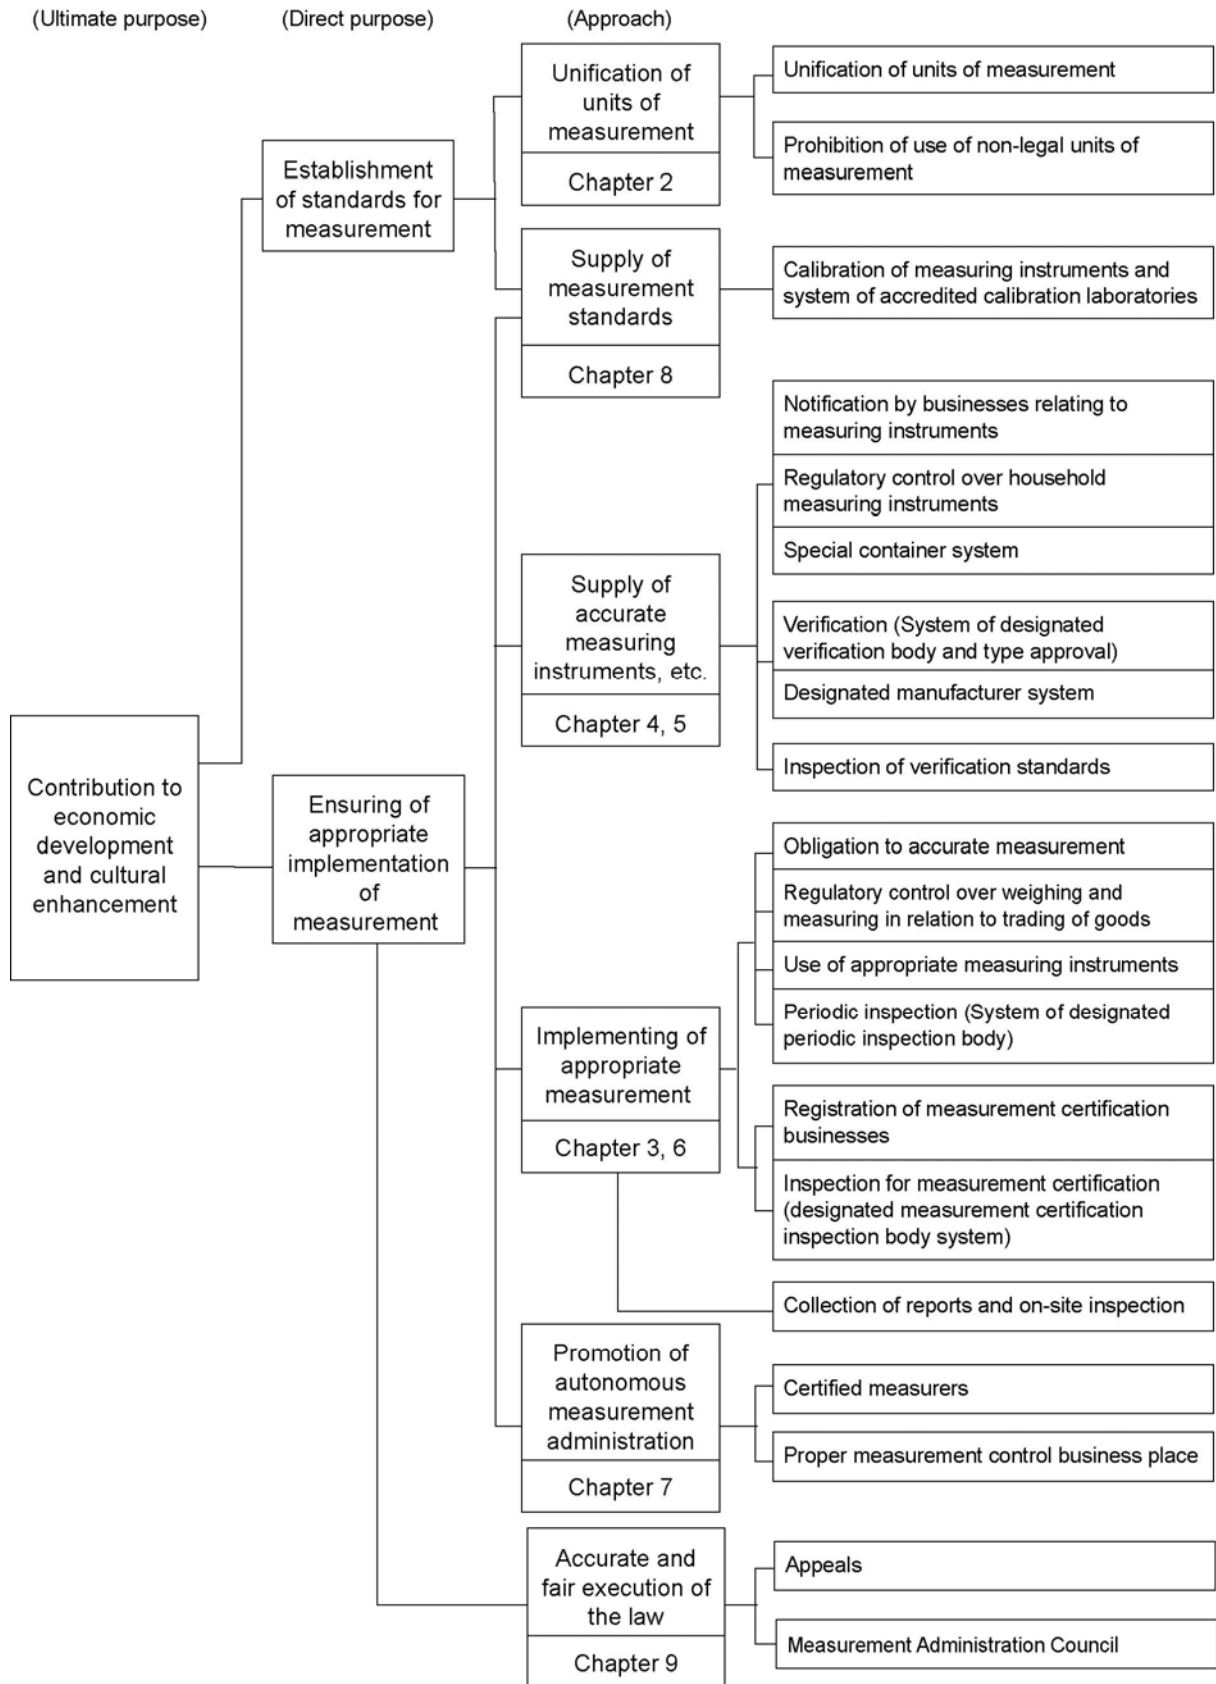 (Ultimate purpose)
(Direct purpose)
(Approach)
Contribution to
economic
development
and cultural
enhancement
Establishment
of standards for
measurement
Ensuring of
appropriate
implementation
of
measurement
Unification of
units of
measurement
Chapter 2
Unification of units of measurement
Prohibition of use of non-legal units of
measurement
Supply of
measurement
standards
Chapter 8
Calibration of measuring instruments and
system of accredited calibration laboratories
Supply of
accurate
measuring
instruments, etc.
Chapter 4, 5
Notification by businesses relating to
measuring instruments
Regulatory control over household
measuring instruments
Special container system
Verification (System of designated
verification body and type approval)
Designated manufacturer system
Inspection of verification standards
Implementing of
appropriate
measurement
Chapter 3, 6
Obligation to accurate measurement
Regulatory control over weighing and
measuring in relation to trading of goods
Use of appropriate measuring instruments
Periodic inspection (System of designated
periodic inspection body)
Registration of measurement certification
businesses
Inspection for measurement certification
(designated measurement certification
inspection body system)
Collection of reports and on-site inspection
Promotion of
autonomous
measurement
administration
Chapter 7
Certified measurers
Proper measurement control business place
Accurate and
fair execution of
the law
Chapter 9
Appeals
Measurement Administration Council